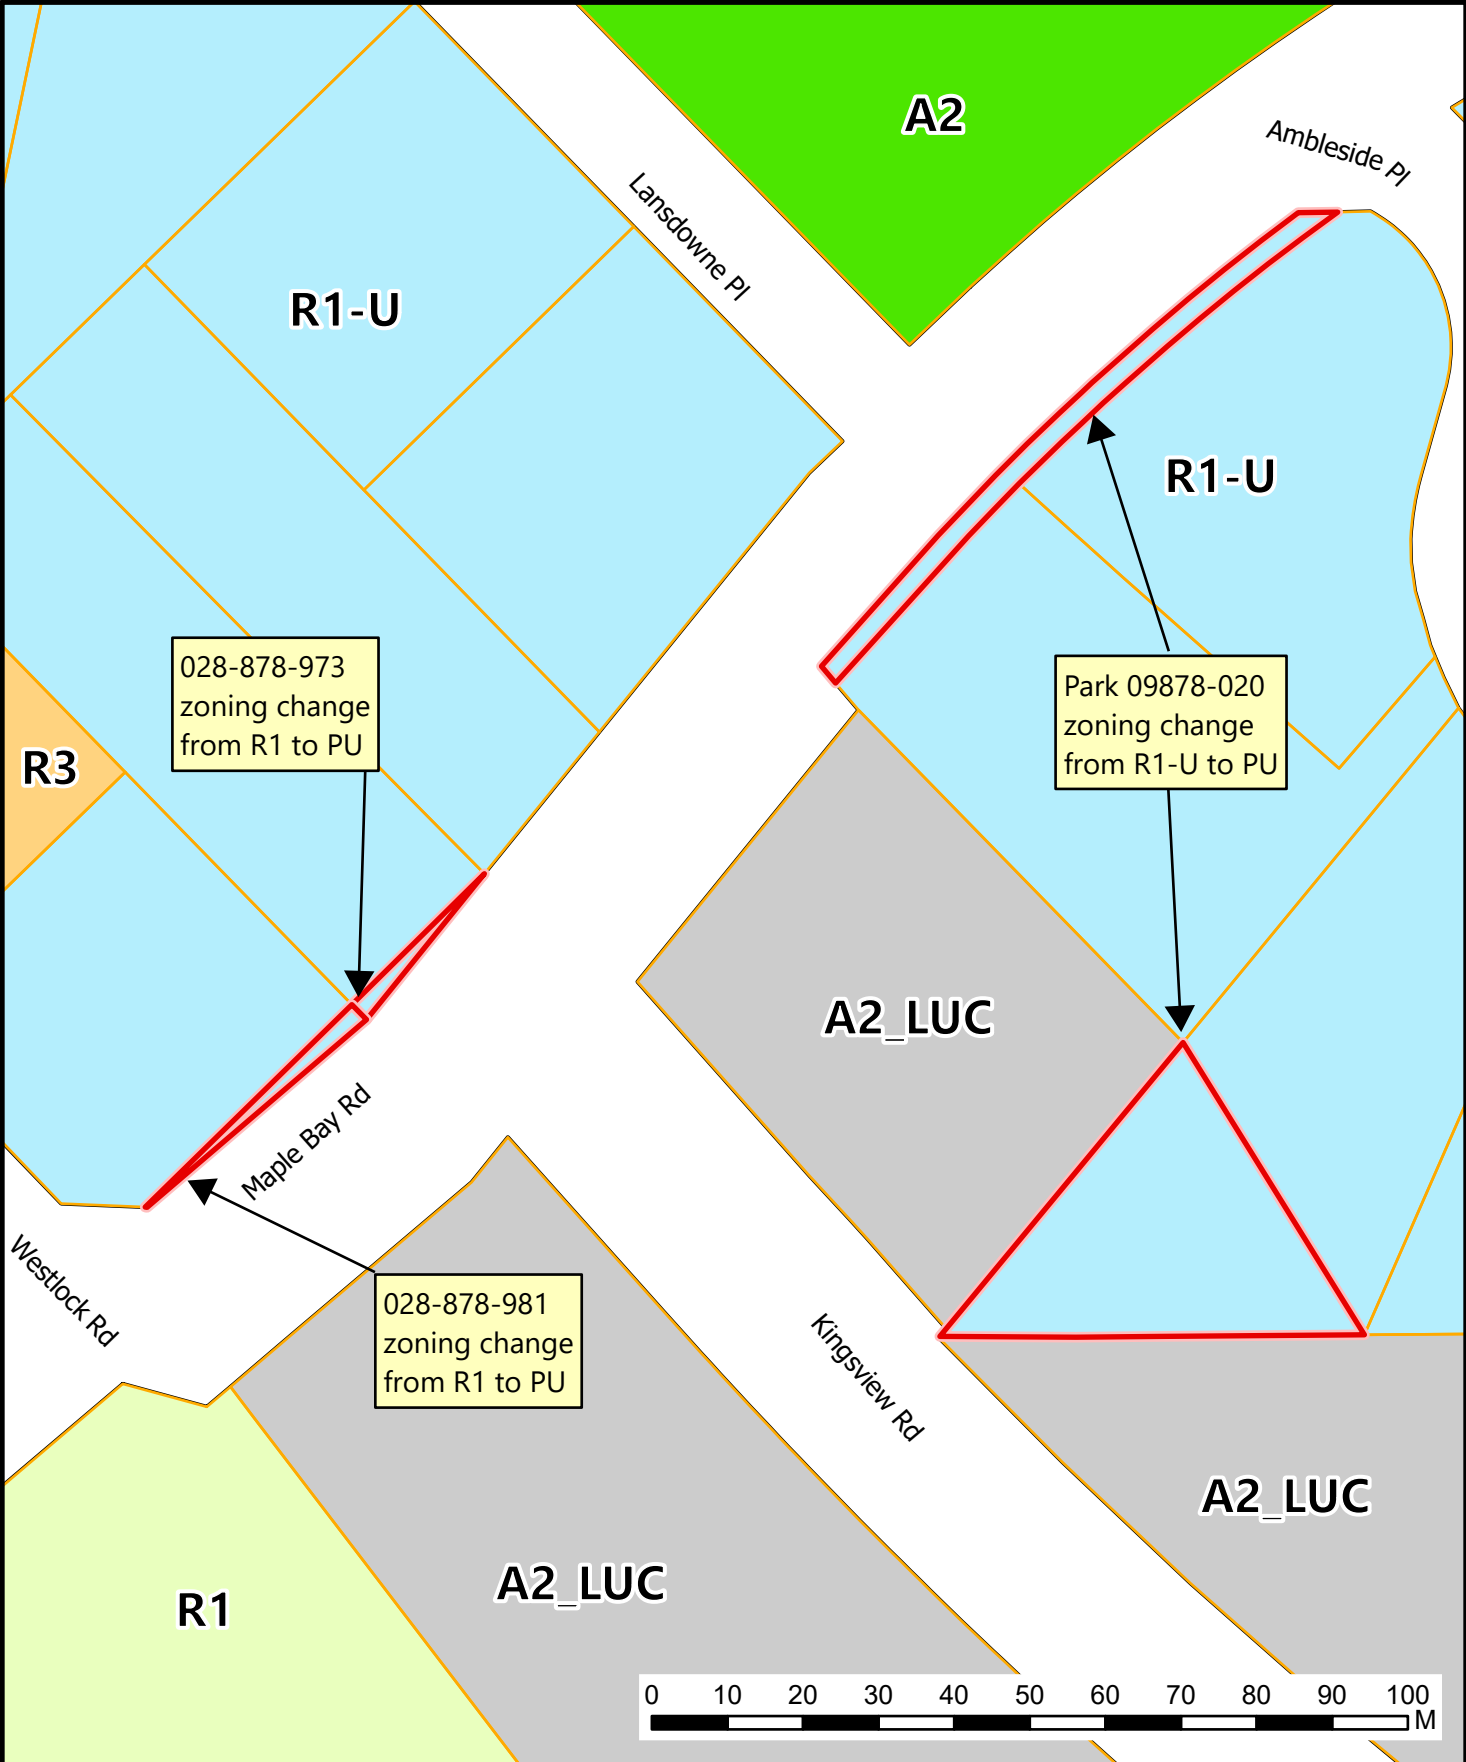 A2
Ambleside Pl
Lansdowne Pl
R1-U
R1-U
028-878-973
zoning change
from R1 to PU
Park 09878-020
zoning change
from R1-U to PU
R3
A2_LUC
Maple Bay Rd
Westlock Rd
028-878-981
zoning change
from R1 to PU
Kingsview Rd
A2_LUC
A2_LUC
R1
0 10 20 30 40 50 60 70 80 90 100
M